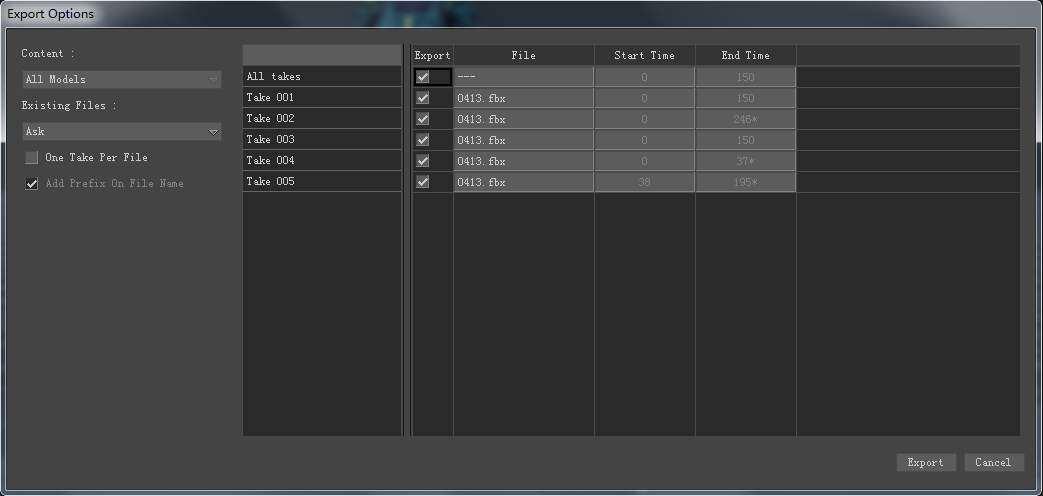 Export Options
Content :
All Models
Existing Files :
Ask
One Take Per File
Add Prefix On File Name
Export File Start Time End Time
All takes --- 0 150
Take 001 0413.fbx 0 150
Take 002 0413.fbx 0 246*
Take 003 0413.fbx 0 150
Take 004 0413.fbx 0 37*
Take 005 0413.fbx 38 195*
Export Cancel